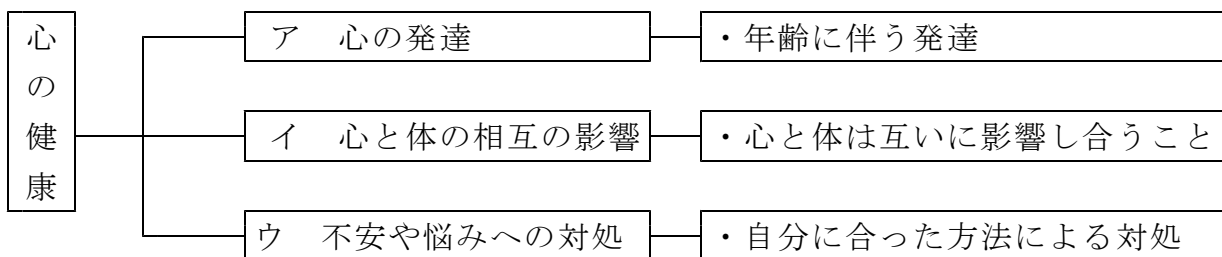 心の健康
ア　心の発達
・年齢に伴う発達
イ　心と体の相互の影響
・心と体は互いに影響し合うこと
ウ　不安や悩みへの対処
・自分に合った方法による対処